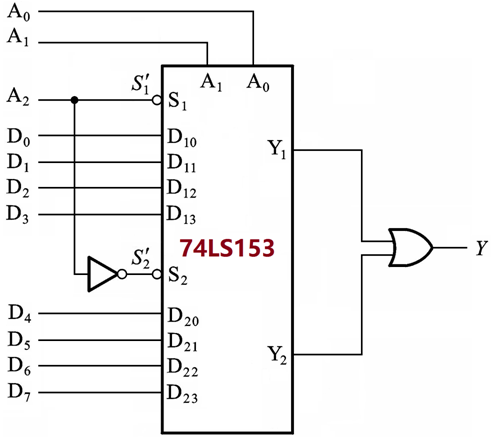 A₀
A₁
A₁ A₀
A₂ S′₁ S₁
D₀ D₁₀ Y₁
D₁ D₁₁
D₂ D₁₂
D₃ D₁₃
74LS153 Y
S′₂ S₂
D₄ D₂₀
D₅ D₂₁
D₆ D₂₂ Y₂
D₇ D₂₃